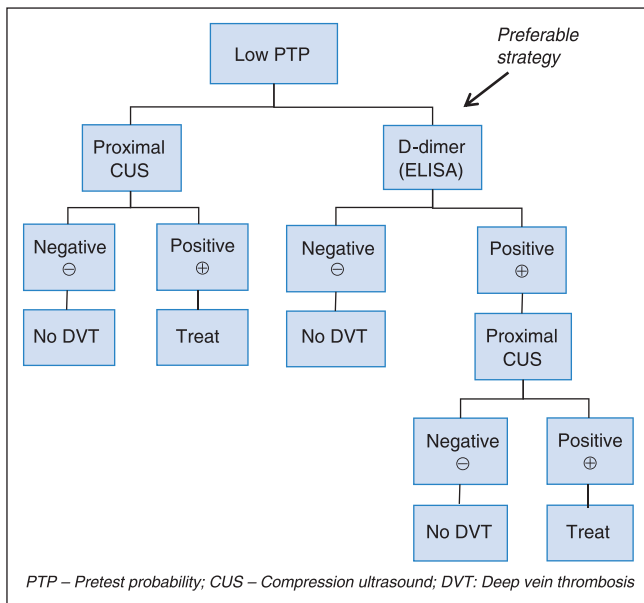 Low PTP
Preferable
strategy
Proximal
CUS
D-dimer
(ELISA)
Negative
⊖
Positive
⊕
Negative
⊖
Positive
⊕
No DVT
Treat
No DVT
Proximal
CUS
Negative
⊖
Positive
⊕
No DVT
Treat
PTP – Pretest probability; CUS – Compression ultrasound; DVT: Deep vein thrombosis